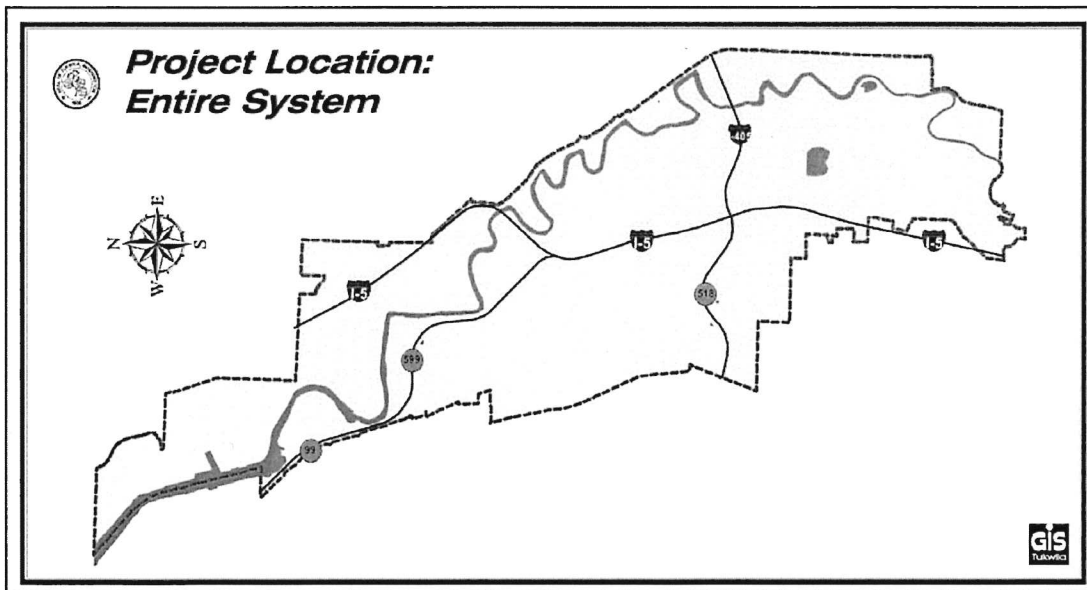 Project Location:
Entire System
E
N
S
W
405
I-5
I-5
I-5
518
599
99
GIS
Tukwila